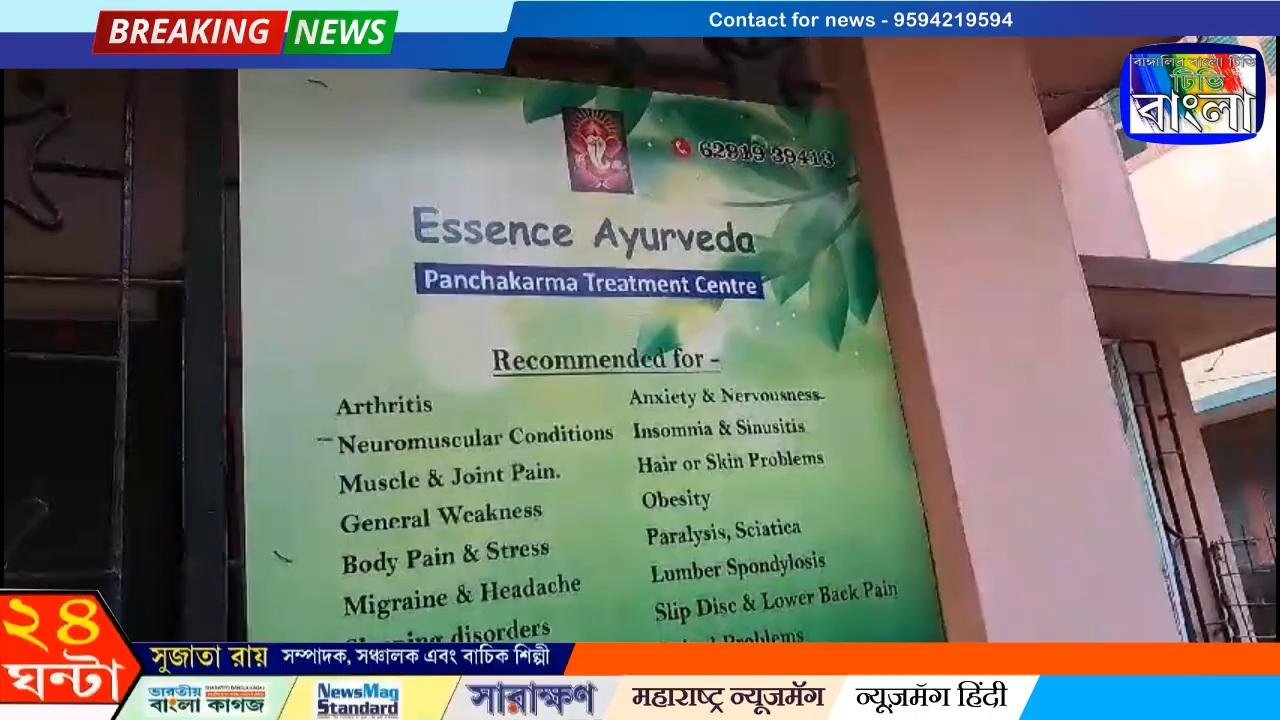 BREAKING NEWS
Contact for news - 9594219594
বাঙ্গালির বাংলা টিভি
টিভি
বাংলা
62919 39413
Essence Ayurveda
Panchakarma Treatment Centre
Recommended for -
Arthritis
Neuromuscular Conditions
Muscle & Joint Pain.
General Weakness
Body Pain & Stress
Migraine & Headache
disorders
Anxiety & Nervousness
Insomnia & Sinusitis
Hair or Skin Problems
Obesity
Paralysis, Sciatica
Lumber Spondylosis
Slip Disc & Lower Back Pain
Problems
২৪
ঘন্টা
সুজাতা রায় সম্পাদক, সঞ্চালক এবং বাচিক শিল্পী
ভারতীয়
বাংলা কাগজ
NewsMag
Standard
সারাক্ষণ
महाराष्ट्र न्यूजमॅग
न्यूज़मॅग हिंदी